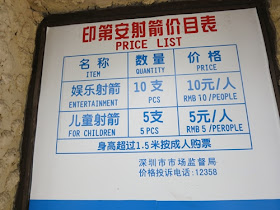 印第安射箭价目表
PRICE LIST
名称 数量 价格
ITEM QUANTITY PRICE
娱乐射箭 10支 10元/人
ENTERTAINMENT PCS RMB 10/PEOPLE
儿童射箭 5支 5元/人
FOR CHILDREN 5 PCS RMB 5/PEROPLE
身高超过1.5米按成人购票
深圳市市场监督局
价格投诉电话:12358